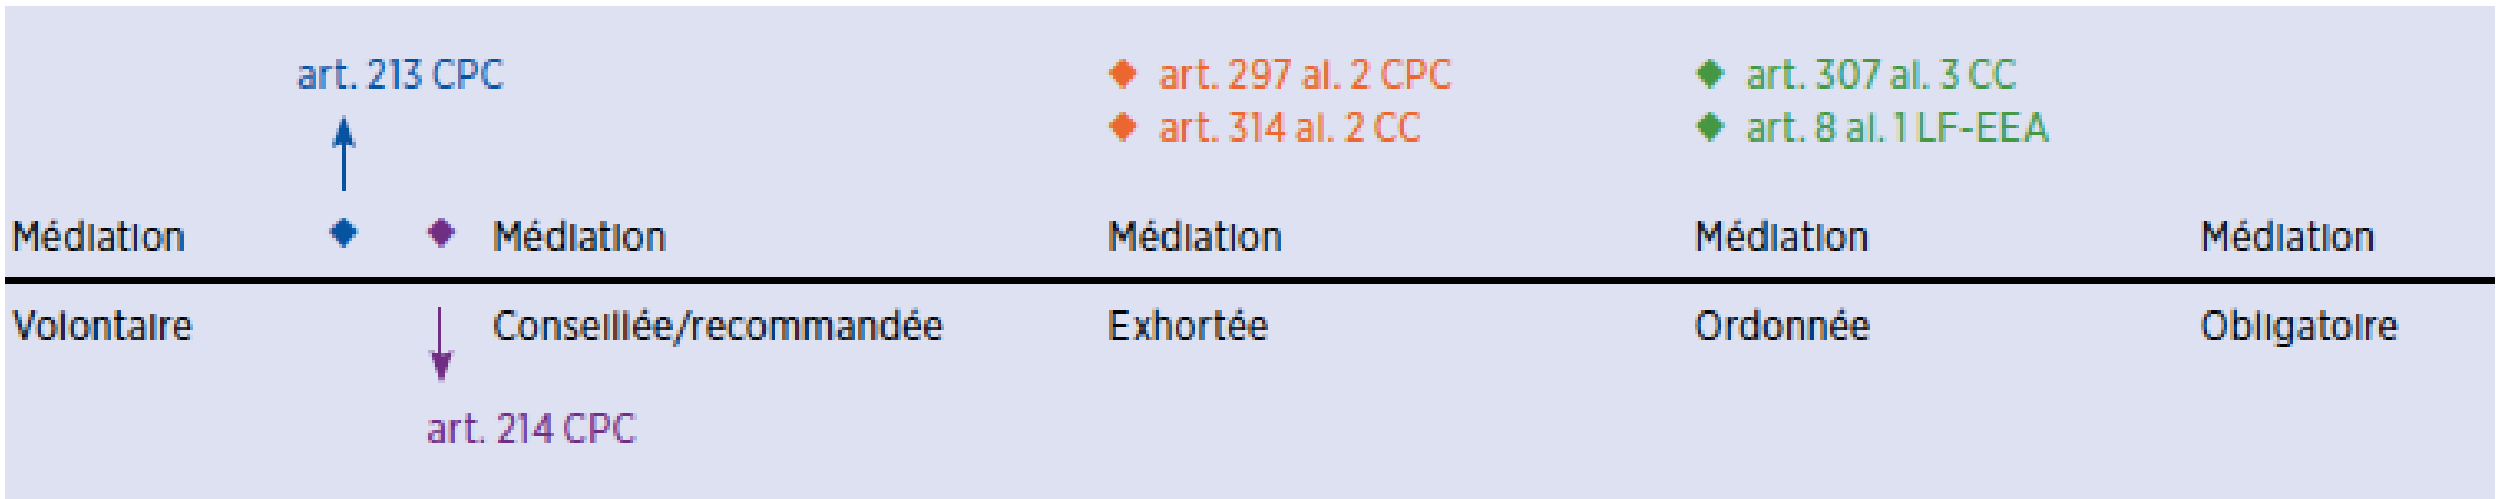 art. 213 CPC
art. 297 al. 2 CPC
art. 314 al. 2 CC
art. 307 al. 3 CC
art. 8 al. 1 LF-EEA
Médiation Médiation Médiation Médiation Médiation
Volontaire Conseillée/recommandée Exhortée Ordonnée Obligatoire
art. 214 CPC